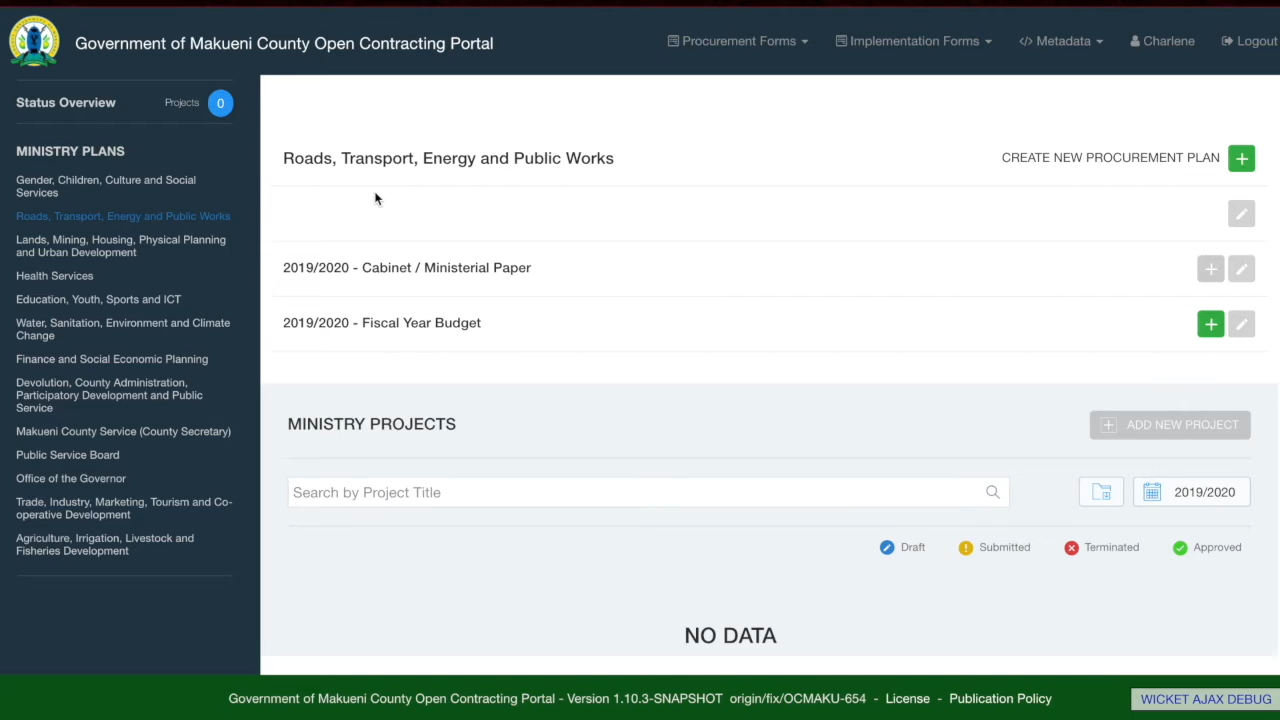 Government of Makueni County Open Contracting Portal
Procurement Forms
Implementation Forms
</> Metadata
Charlene
Logout
Status Overview
Projects
0
MINISTRY PLANS
Gender, Children, Culture and Social
Services
Roads, Transport, Energy and Public Works
Lands, Mining, Housing, Physical Planning
and Urban Development
Health Services
Education, Youth, Sports and ICT
Water, Sanitation, Environment and Climate
Change
Finance and Social Economic Planning
Devolution, County Administration,
Participatory Development and Public
Service
Makueni County Service (County Secretary)
Public Service Board
Office of the Governor
Trade, Industry, Marketing, Tourism and Co-
operative Development
Agriculture, Irrigation, Livestock and
Fisheries Development
Roads, Transport, Energy and Public Works
CREATE NEW PROCUREMENT PLAN
2019/2020 - Cabinet / Ministerial Paper
2019/2020 - Fiscal Year Budget
MINISTRY PROJECTS
ADD NEW PROJECT
Search by Project Title
2019/2020
Draft
Submitted
Terminated
Approved
NO DATA
Government of Makueni County Open Contracting Portal - Version 1.10.3-SNAPSHOT origin/fix/OCMAKU-654 - License - Publication Policy
WICKET AJAX DEBUG